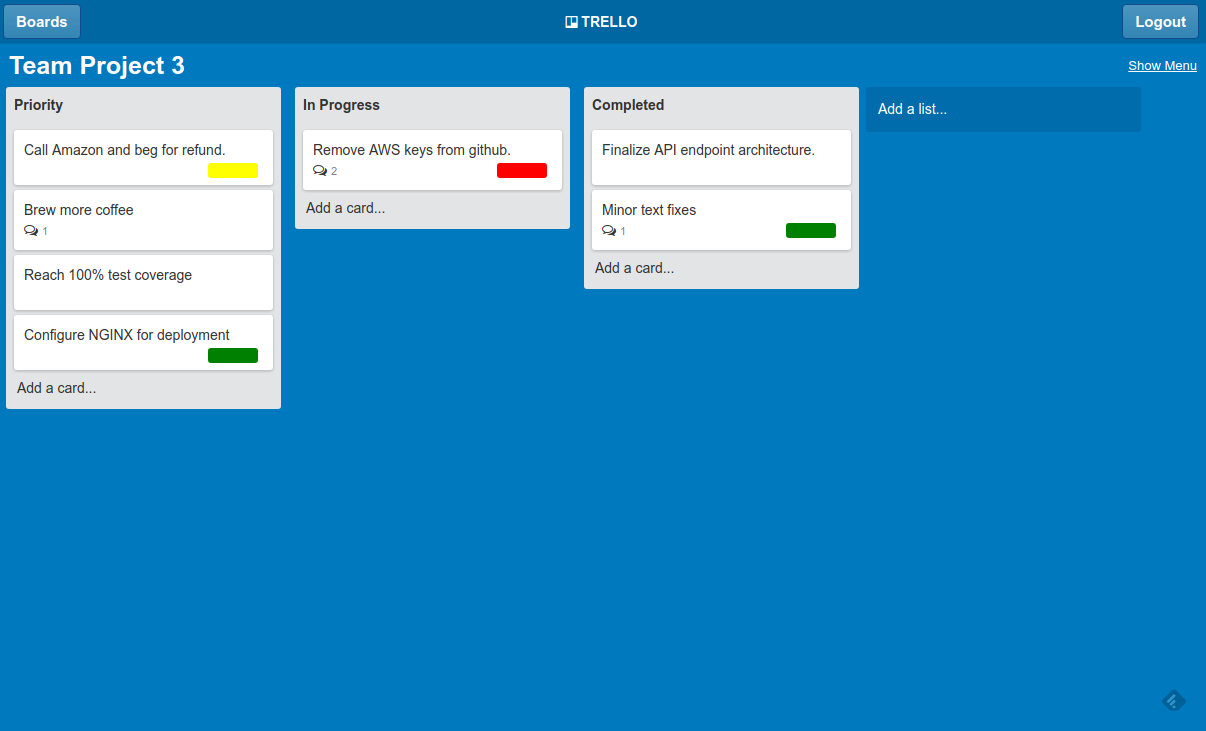 Boards
TRELLO
Logout
Team Project 3
Show Menu
Priority
Call Amazon and beg for refund.
Brew more coffee
1
Reach 100% test coverage
Configure NGINX for deployment
Add a card...
In Progress
Remove AWS keys from github.
2
Add a card...
Completed
Finalize API endpoint architecture.
Minor text fixes
1
Add a card...
Add a list...